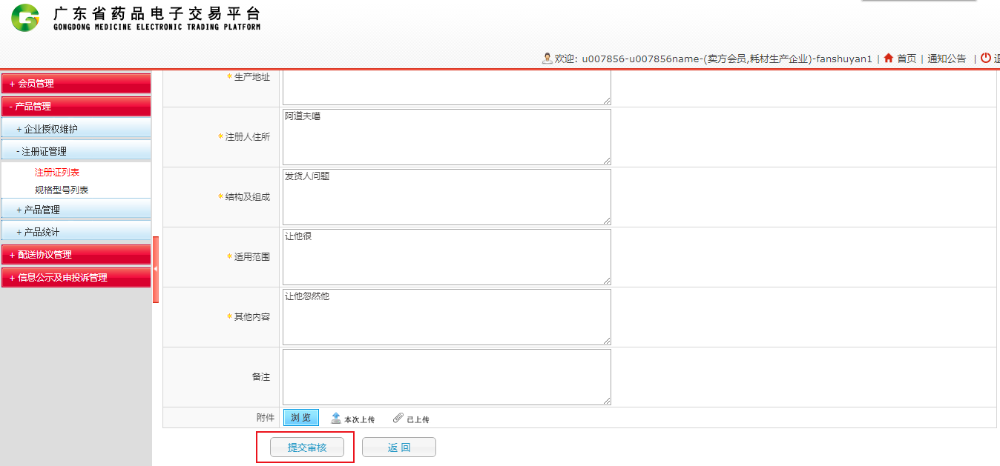 广东省药品电子交易平台
GONGDONG MEDICINE ELECTRONIC TRADING PLATFORM
欢迎: u007856-u007856name-(卖方会员,耗材生产企业)-fanshuyan1 | 首页 | 通知公告 |
+ 会员管理
- 产品管理
+ 企业授权维护
- 注册证管理
注册证列表
规格型号列表
+ 产品管理
+ 产品统计
+ 配送协议管理
+ 信息公示及申投诉管理
* 生产地址
* 注册人住所
阿道夫噶
* 结构及组成
发货人问题
* 适用范围
让他很
* 其他内容
让他忽然他
备注
附件 浏 览 本次上传 已上传
提交审核 返 回